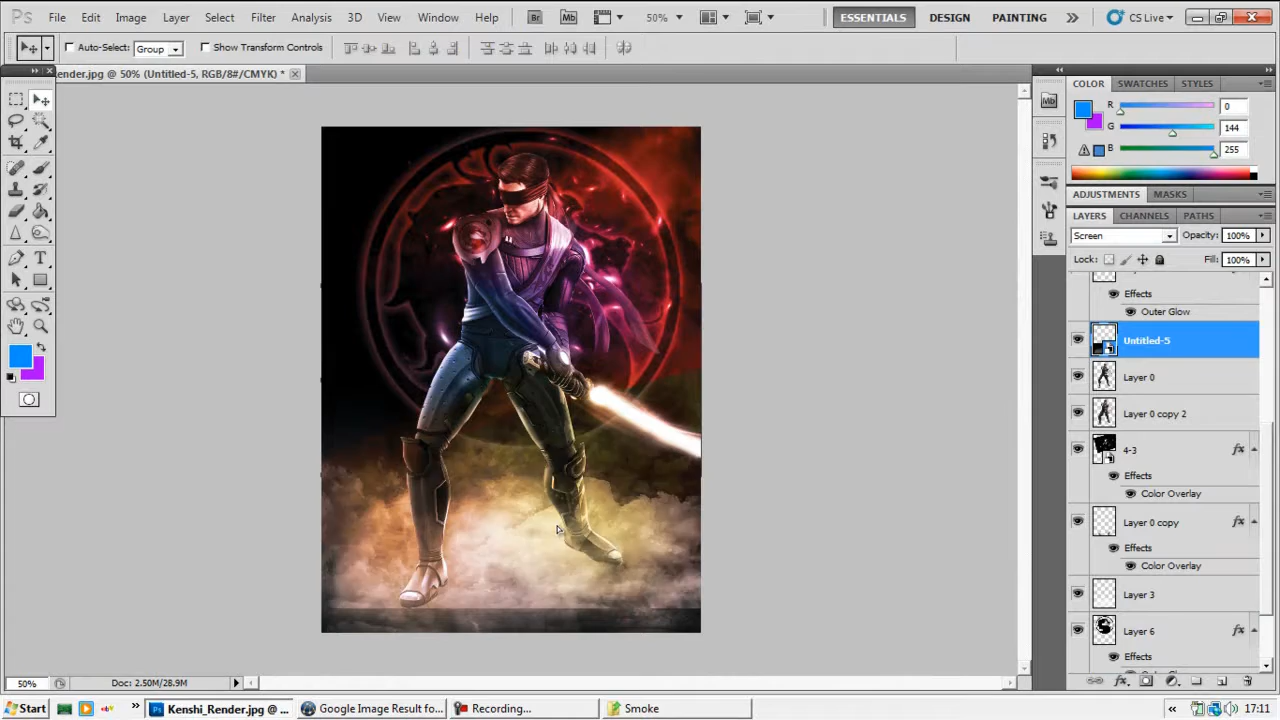 Ps File Edit Image Layer Select Filter Analysis 3D View Window Help Br Mb 50% ESSENTIALS DESIGN PAINTING CS Live
Auto-Select: Group Show Transform Controls
ender.jpg @ 50% (Untitled-5, RGB/8#/CMYK) *
COLOR SWATCHES STYLES
R 0
G 144
B 255
ADJUSTMENTS MASKS
LAYERS CHANNELS PATHS
Screen Opacity: 100%
Lock: Fill: 100%
Effects
Outer Glow
Untitled-5
Layer 0
Layer 0 copy 2
4-3 fx
Effects
Color Overlay
Layer 0 copy fx
Effects
Color Overlay
Layer 3
Layer 6 fx
Effects
50% Doc: 2.50M/28.9M
Start Kenshi_Render.jpg @ ... Google Image Result fo... Recording... Smoke 17:11